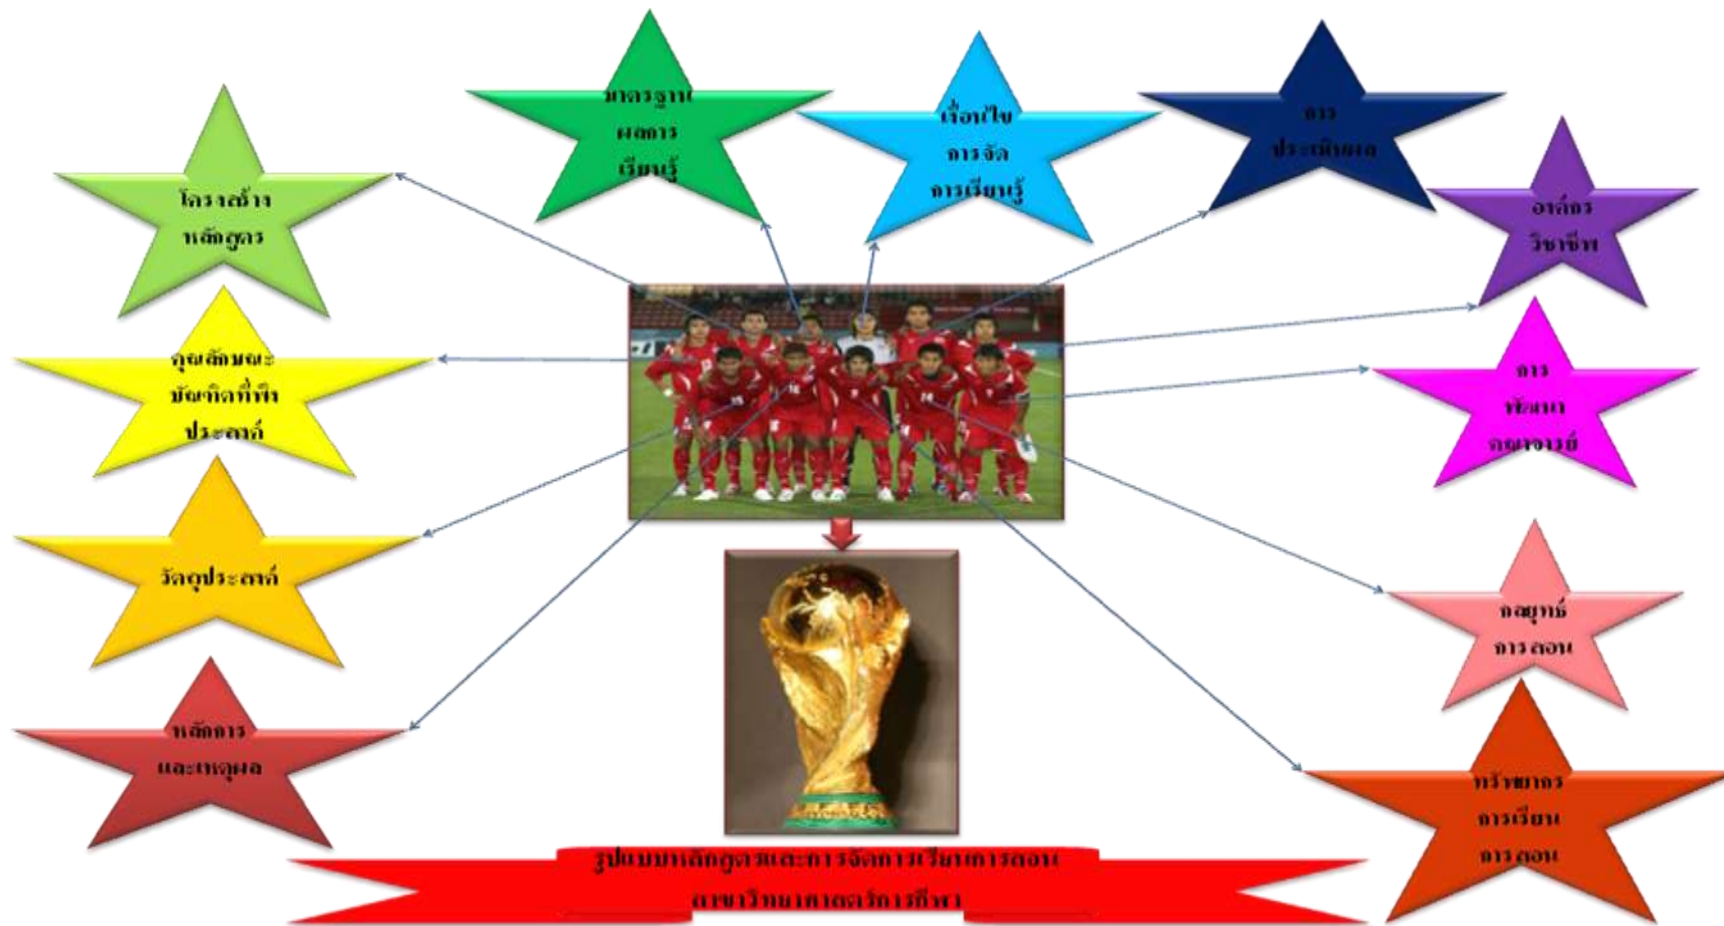 มาตรฐาน
ผลการ
เรียนรู้
เงื่อนไข
การจัด
การเรียนรู้
การ
ประเมินผล
โครงสร้าง
หลักสูตร
องค์กร
วิชาชีพ
คุณลักษณะ
บัณฑิตที่พึง
ประสงค์
การ
พัฒนา
คณาจารย์
วัตถุประสงค์
กลยุทธ์
การสอน
หลักการ
และเหตุผล
ทรัพยากร
การเรียน
การสอน
รูปแบบหลักสูตรและการจัดการเรียนการสอน
สาขาวิทยาศาสตร์การกีฬา